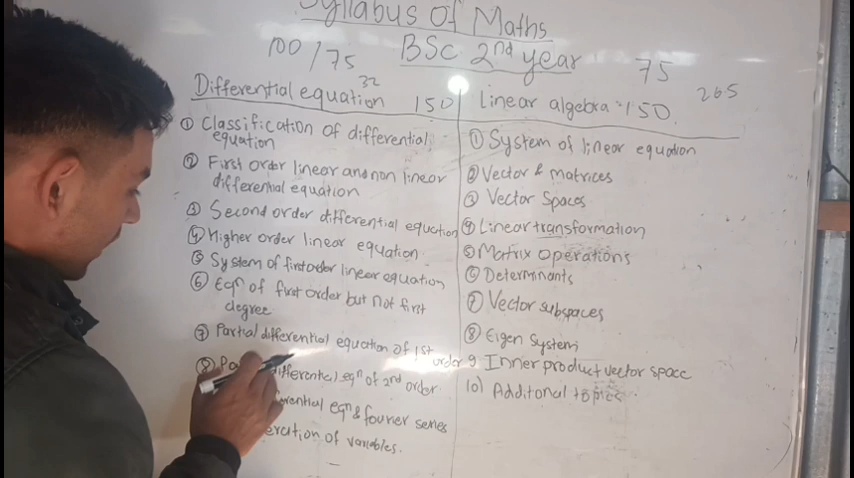 Syllabus of Maths
100/75 BSc 2nd year 75
Differential equation 32 150
① Classification of differential
equation
② First order linear and non linear
differential equation
③ Second order differential equation
④ Higher order linear equation
⑤ System of first order linear equation
⑥ Eqn of first order but not first
degree
⑦ Partial differential equation of 1st order
⑧ differential eqn of 2nd order.
eqn & fourier series
of variables.
Linear algebra 150. 265
① System of linear equation
② Vector & matrices
③ Vector Spaces
④ Linear transformation
⑤ Matrix Operations
⑥ Determinants
⑦ Vector subspaces
⑧ Eigen System
9. Inner product vector space
10) Additonal topics